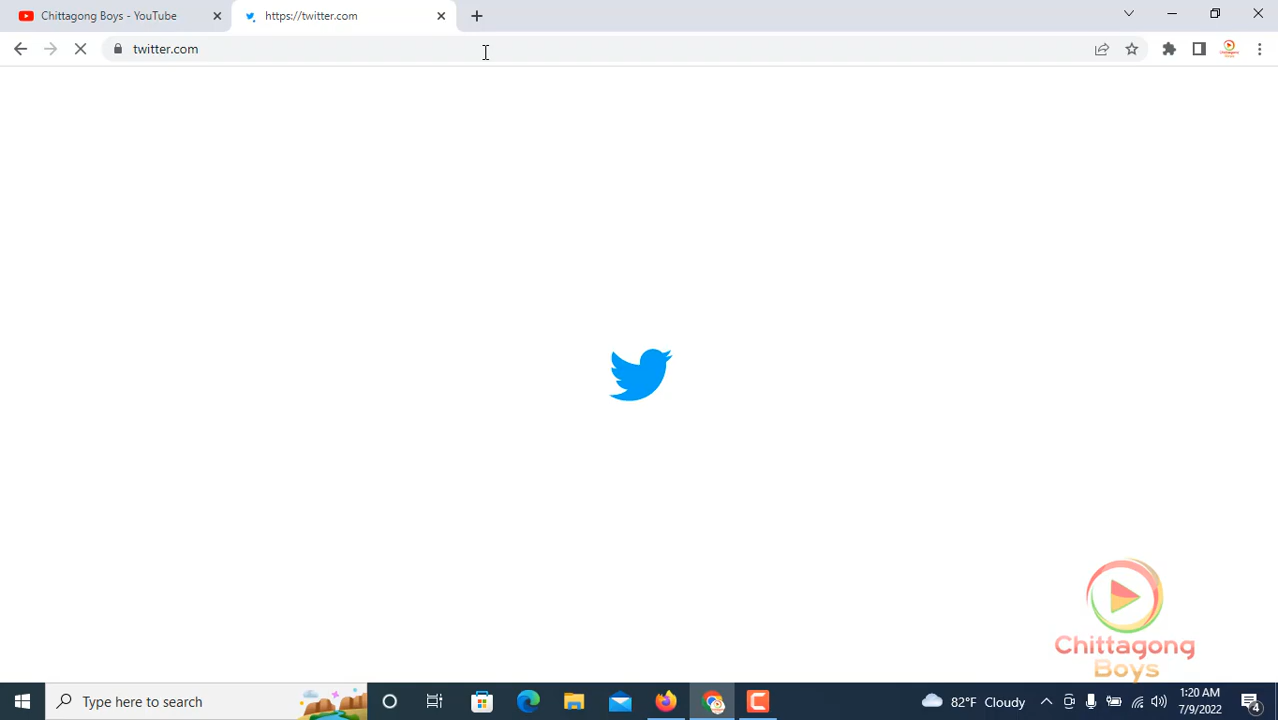 Chittagong Boys - YouTube
https://twitter.com
twitter.com
Chittagong
Boys
Type here to search
82°F Cloudy
1:20 AM
7/9/2022
4